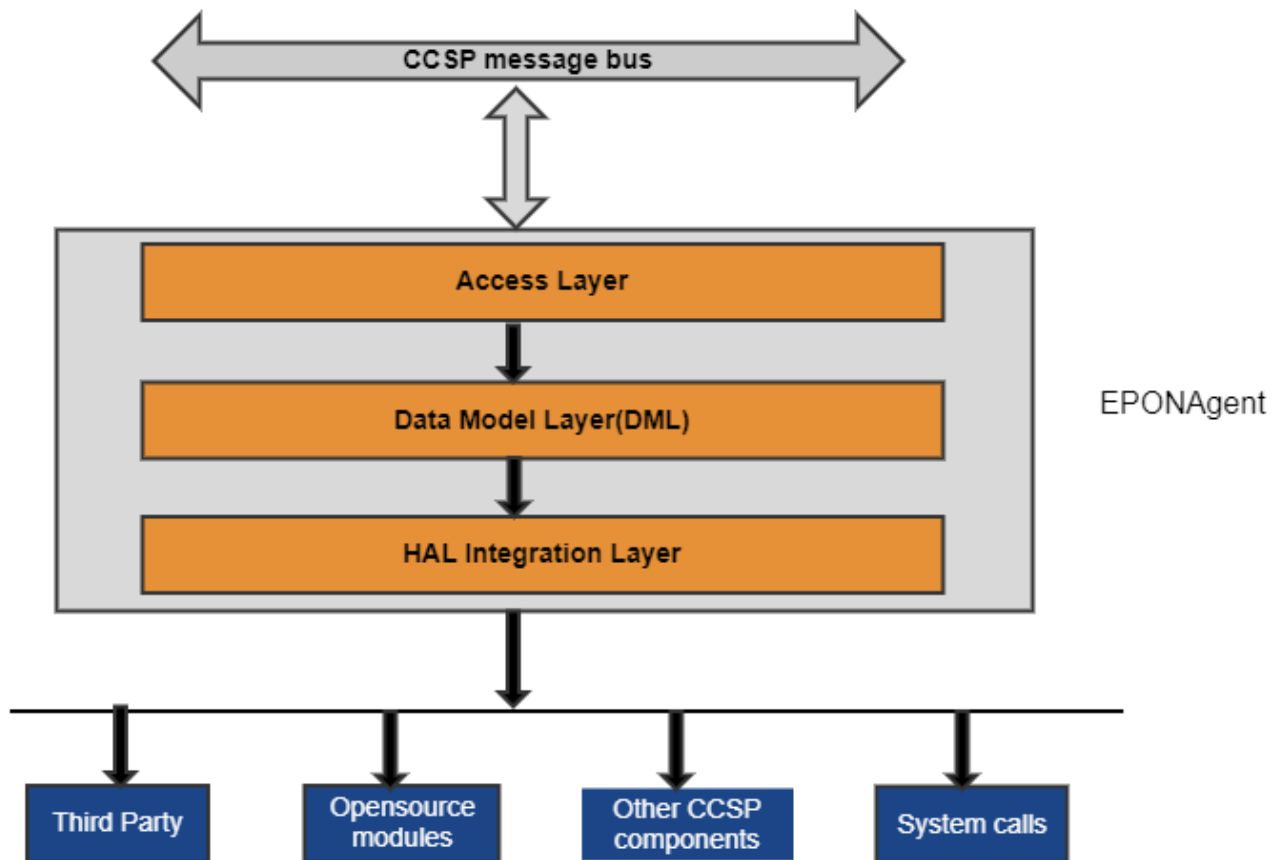 CCSP message bus
Access Layer
Data Model Layer(DML)
EPONAgent
HAL Integration Layer
Third Party
Opensource
modules
Other CCSP
components
System calls